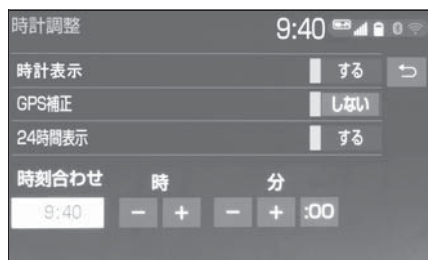 時計調整 9:40
時計表示 する
GPS補正 しない
24時間表示 する
時刻合わせ 時 分
9:40 − + − + :00